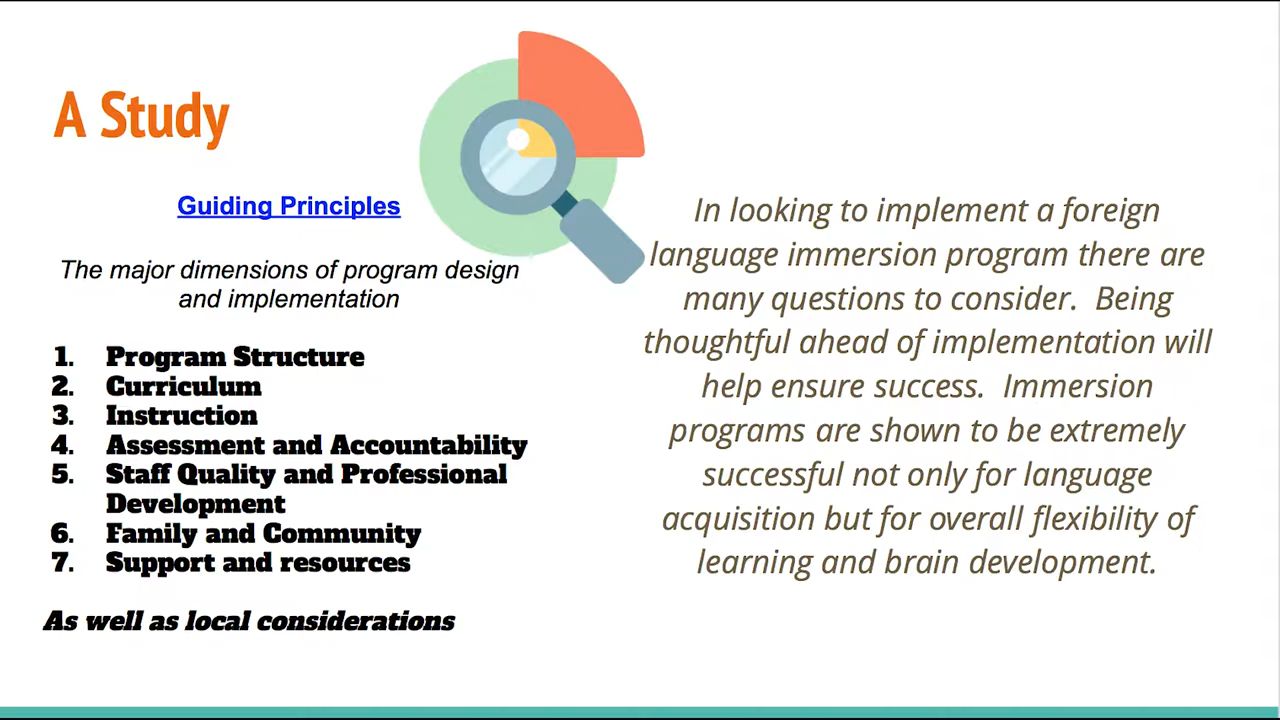 A Study
Guiding Principles
The major dimensions of program design
and implementation
1. Program Structure
2. Curriculum
3. Instruction
4. Assessment and Accountability
5. Staff Quality and Professional
Development
6. Family and Community
7. Support and resources
As well as local considerations
In looking to implement a foreign
language immersion program there are
many questions to consider.  Being
thoughtful ahead of implementation will
help ensure success.  Immersion
programs are shown to be extremely
successful not only for language
acquisition but for overall flexibility of
learning and brain development.